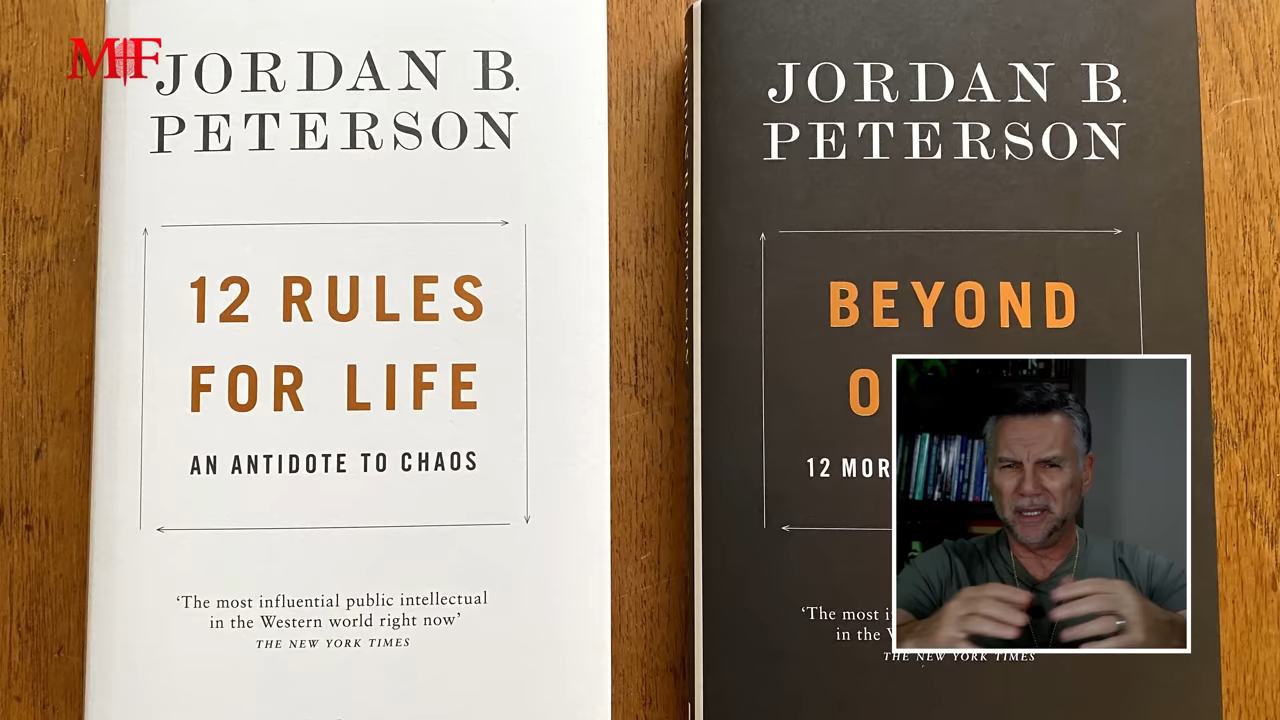 MF
JORDAN B.
PETERSON
12 RULES
FOR LIFE
AN ANTIDOTE TO CHAOS
‘The most influential public intellectual
in the Western world right now’
THE NEW YORK TIMES
JORDAN B.
PETERSON
BEYOND
O
12 MOR
‘The most i
in the
THE NEW YORK TIMES